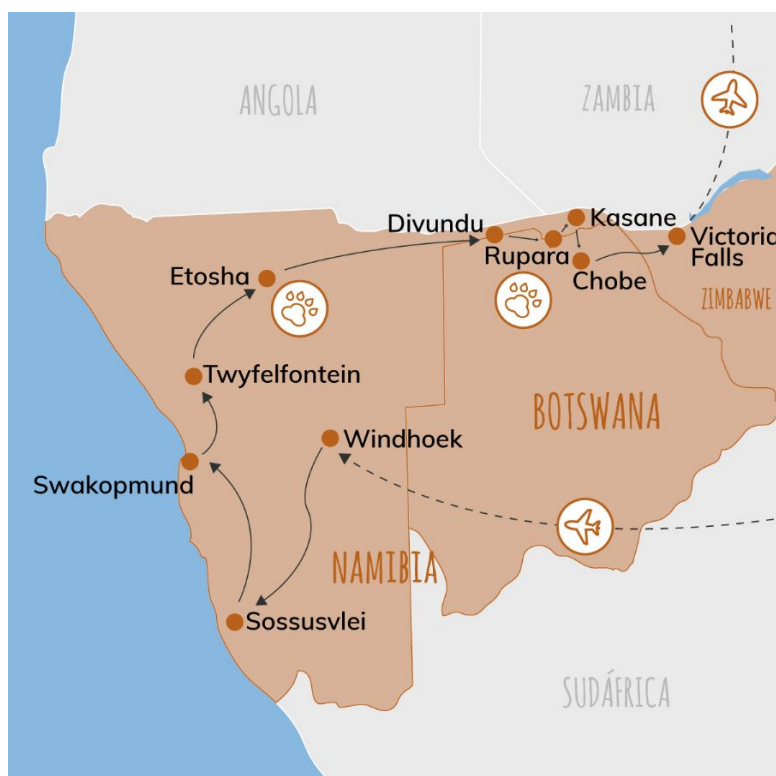 ANGOLA
ZAMBIA
Divundu
Kasane
Rupara
Victoria
Falls
Etosha
Chobe
ZIMBABWE
Twyfelfontein
BOTSWANA
Windhoek
Swakopmund
NAMIBIA
Sossusvlei
SUDÁFRICA